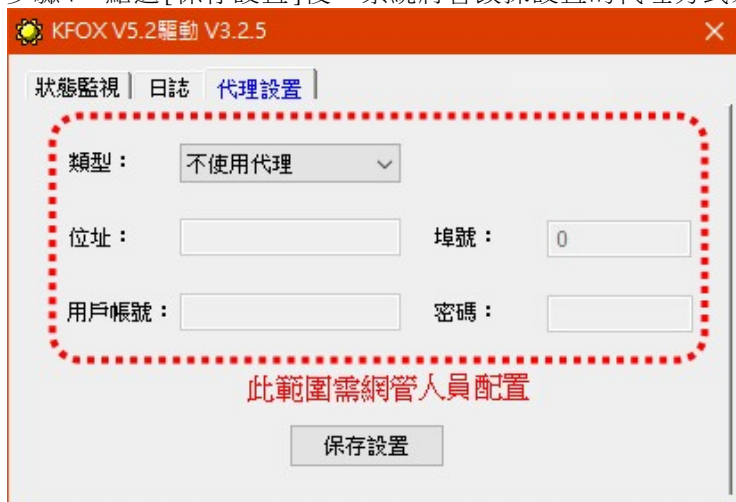 KFOX V5.2驅動 V3.2.5
狀態監視 日誌 代理設置
類型： 不使用代理
位址： 埠號： 0
用戶帳號： 密碼：
此範圍需網管人員配置
保存設置